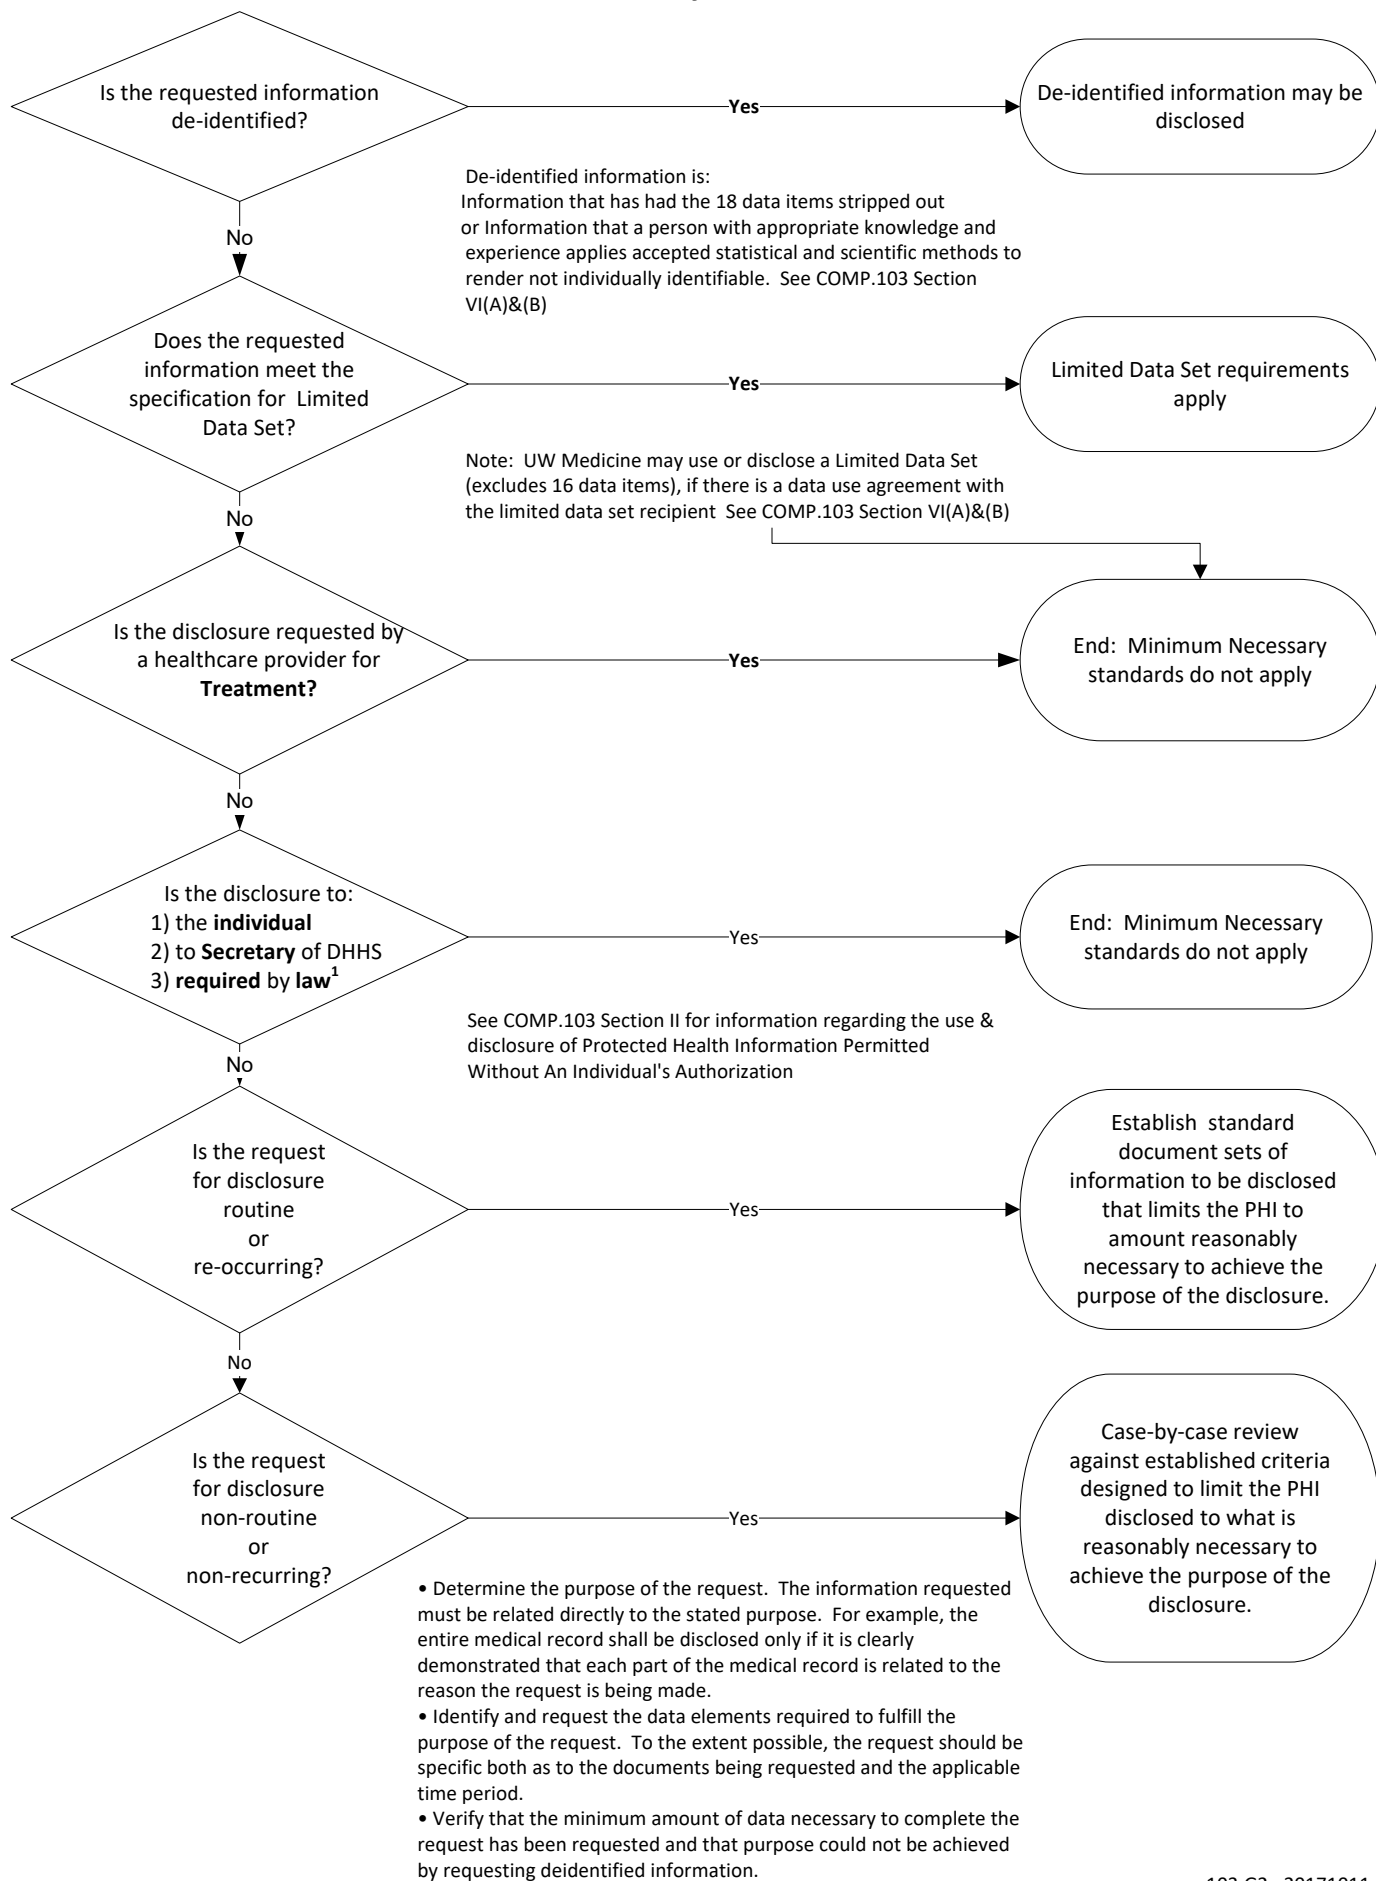 Is the requested information
de-identified?
Yes
De-identified information may be
disclosed
De-identified information is:
Information that has had the 18 data items stripped out
or Information that a person with appropriate knowledge and
experience applies accepted statistical and scientific methods to
render not individually identifiable.  See COMP.103 Section
VI(A)&(B)
No
Does the requested
information meet the
specification for  Limited
Data Set?
Yes
Limited Data Set requirements
apply
Note:  UW Medicine may use or disclose a Limited Data Set
(excludes 16 data items), if there is a data use agreement with
the limited data set recipient  See COMP.103 Section VI(A)&(B)
No
Is the disclosure requested by
a healthcare provider for
Treatment?
Yes
End:  Minimum Necessary
standards do not apply
No
Is the disclosure to:
1) the individual
2) to Secretary of DHHS
3) required by law¹
Yes
End:  Minimum Necessary
standards do not apply
See COMP.103 Section II for information regarding the use &
disclosure of Protected Health Information Permitted
Without An Individual's Authorization
No
Is the request
for disclosure
routine
or
re-occurring?
Yes
Establish  standard
document sets of
information to be disclosed
that limits the PHI to
amount reasonably
necessary to achieve the
purpose of the disclosure.
No
Is the request
for disclosure
non-routine
or
non-recurring?
Yes
Case-by-case review
against established criteria
designed to limit the PHI
disclosed to what is
reasonably necessary to
achieve the purpose of the
disclosure.
• Determine the purpose of the request.  The information requested
must be related directly to the stated purpose.  For example, the
entire medical record shall be disclosed only if it is clearly
demonstrated that each part of the medical record is related to the
reason the request is being made.
• Identify and request the data elements required to fulfill the
purpose of the request.  To the extent possible, the request should be
specific both as to the documents being requested and the applicable
time period.
• Verify that the minimum amount of data necessary to complete the
request has been requested and that purpose could not be achieved
by requesting deidentified information.